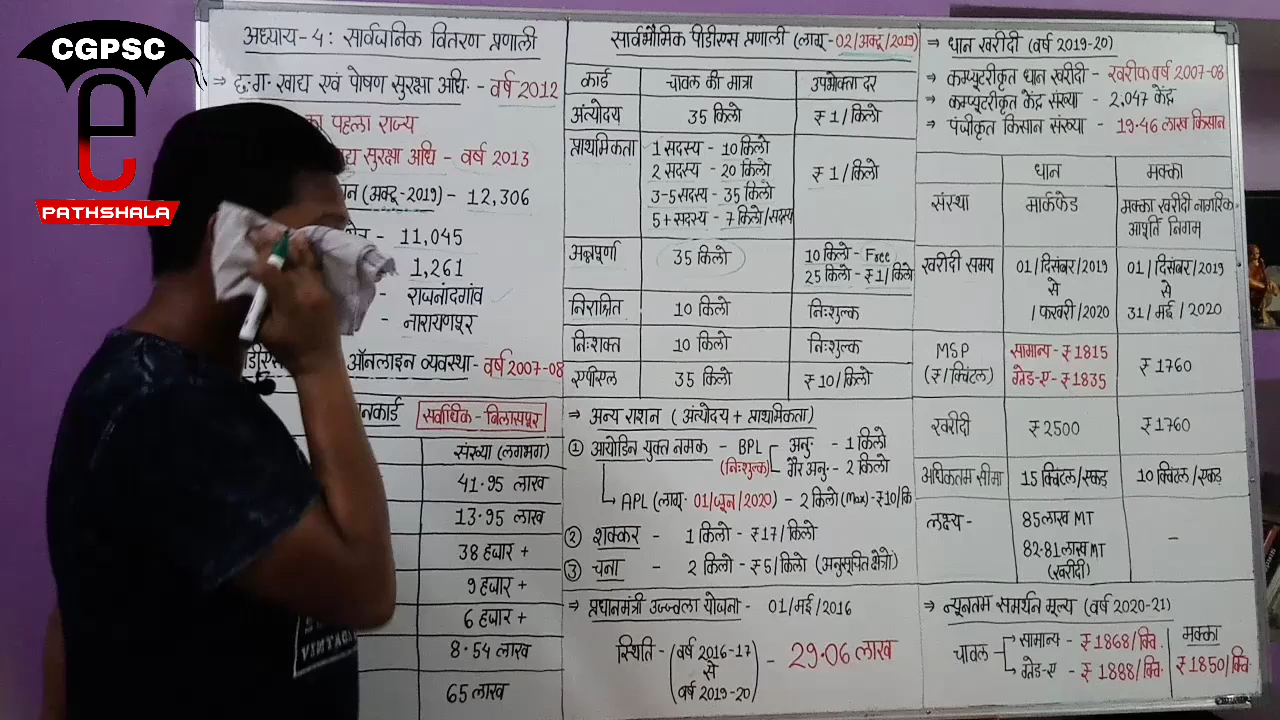 CGPSC
e
PATHSHALA
अध्याय-4: सार्वजनिक वितरण प्रणाली
⇒ छ.ग. खाद्य एवं पोषण सुरक्षा अधि. - वर्ष 2012
का पहला राज्य
सुरक्षा अधि - वर्ष 2013
(अक्टू-2019) - 12,306
- 11,045
1,261
- राजनांदगांव
- नारायणपुर
ऑनलाइन व्यवस्था - वर्ष 2007-08
सर्वाधिक - बिलासपुर
संख्या (लगभग)
41.95 लाख
13.95 लाख
38 हजार +
9 हजार +
6 हजार +
8.54 लाख
65 लाख
सार्वभौमिक पीडीएस प्रणाली (लागू-02/अक्टू/2019)
कार्ड चावल की मात्रा उपभोक्ता दर
अंत्योदय 35 किलो ₹1/किलो
प्राथमिकता 1 सदस्य - 10 किलो
2 सदस्य - 20 किलो ₹1/किलो
3-5 सदस्य - 35 किलो
5+ सदस्य - 7 किलो/सदस्य
अन्नपूर्णा 35 किलो 10 किलो - Free
25 किलो - ₹1/किलो
निराश्रित 10 किलो निःशुल्क
निःशक्त 10 किलो निःशुल्क
एपीएल 35 किलो ₹10/किलो
⇒ अन्य राशन (अंत्योदय + प्राथमिकता)
① आयोडिन युक्त नमक - BPL अनु. - 1 किलो
(निःशुल्क) गैर अनु. - 2 किलो
APL (लागू. 01/जून/2020) - 2 किलो (Max) - ₹10/कि
② शक्कर - 1 किलो - ₹17/किलो
③ चना - 2 किलो - ₹5/किलो (अनुसूचित क्षेत्रो)
⇒ प्रधानमंत्री उज्ज्वला योजना - 01/मई/2016
स्थिति - (वर्ष 2016-17 से वर्ष 2019-20) - 29.06 लाख
⇒ धान खरीदी (वर्ष 2019-20)
⇒ कम्प्यूटरीकृत धान खरीदी - खरीफ वर्ष 2007-08
⇒ कम्प्यूटरीकृत केंद्र संख्या - 2,047 केंद्र
⇒ पंजीकृत किसान संख्या - 19.46 लाख किसान
धान मक्का
संस्था मार्कफेड मक्का खरीदी नागरिक
आपूर्ति निगम
खरीदी समय 01/दिसंबर/2019 01/दिसंबर/2019
से से
1 फरवरी/2020 31/मई/2020
MSP सामान्य - ₹1815
(₹/क्विंटल) ग्रेड-ए - ₹1835 ₹1760
खरीदी ₹2500 ₹1760
अधिकतम सीमा 15 क्विंटल/एकड़ 10 क्विंटल/एकड़
लक्ष्य - 85 लाख MT -
82.81 लाख MT
(खरीदी)
⇒ न्यूनतम समर्थन मूल्य (वर्ष 2020-21)
चावल सामान्य - ₹1868/क्वि. मक्का
ग्रेड-ए - ₹1888/क्वि. ₹1850/क्वि.